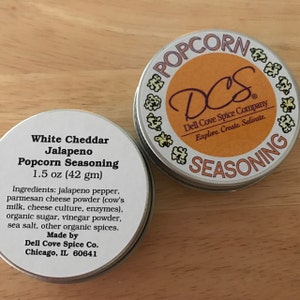 POPCORN
DCS®
Dell Cove Spice Company
Explore. Create. Salivate.
SEASONING
White Cheddar
Jalapeno
Popcorn Seasoning
1.5 oz (42 gm)
Ingredients: jalapeno pepper,
parmesan cheese powder (cow's
milk, cheese culture, enzymes),
organic sugar, vinegar powder,
sea salt, other organic spices.
Made by
Dell Cove Spice Co.
Chicago, IL 60641